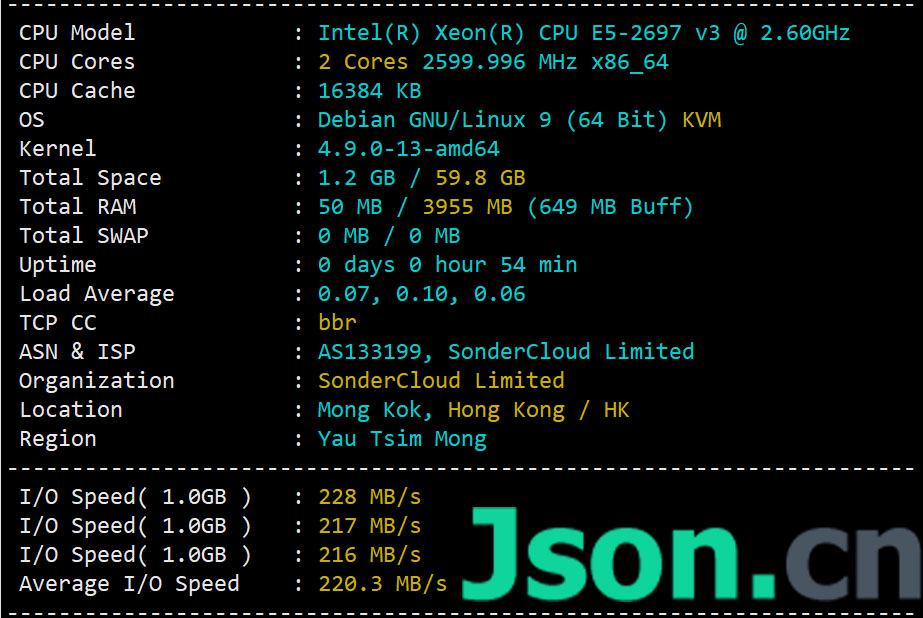 ----------------------------------------------------------------------
CPU Model            : Intel(R) Xeon(R) CPU E5-2697 v3 @ 2.60GHz
CPU Cores            : 2 Cores 2599.996 MHz x86_64
CPU Cache            : 16384 KB
OS                   : Debian GNU/Linux 9 (64 Bit) KVM
Kernel               : 4.9.0-13-amd64
Total Space          : 1.2 GB / 59.8 GB
Total RAM            : 50 MB / 3955 MB (649 MB Buff)
Total SWAP           : 0 MB / 0 MB
Uptime               : 0 days 0 hour 54 min
Load Average         : 0.07, 0.10, 0.06
TCP CC               : bbr
ASN & ISP            : AS133199, SonderCloud Limited
Organization         : SonderCloud Limited
Location             : Mong Kok, Hong Kong / HK
Region               : Yau Tsim Mong
----------------------------------------------------------------------
I/O Speed( 1.0GB )   : 228 MB/s
I/O Speed( 1.0GB )   : 217 MB/s
I/O Speed( 1.0GB )   : 216 MB/s
Average I/O Speed    : 220.3 MB/s
----------------------------------------------------------------------
Json.cn